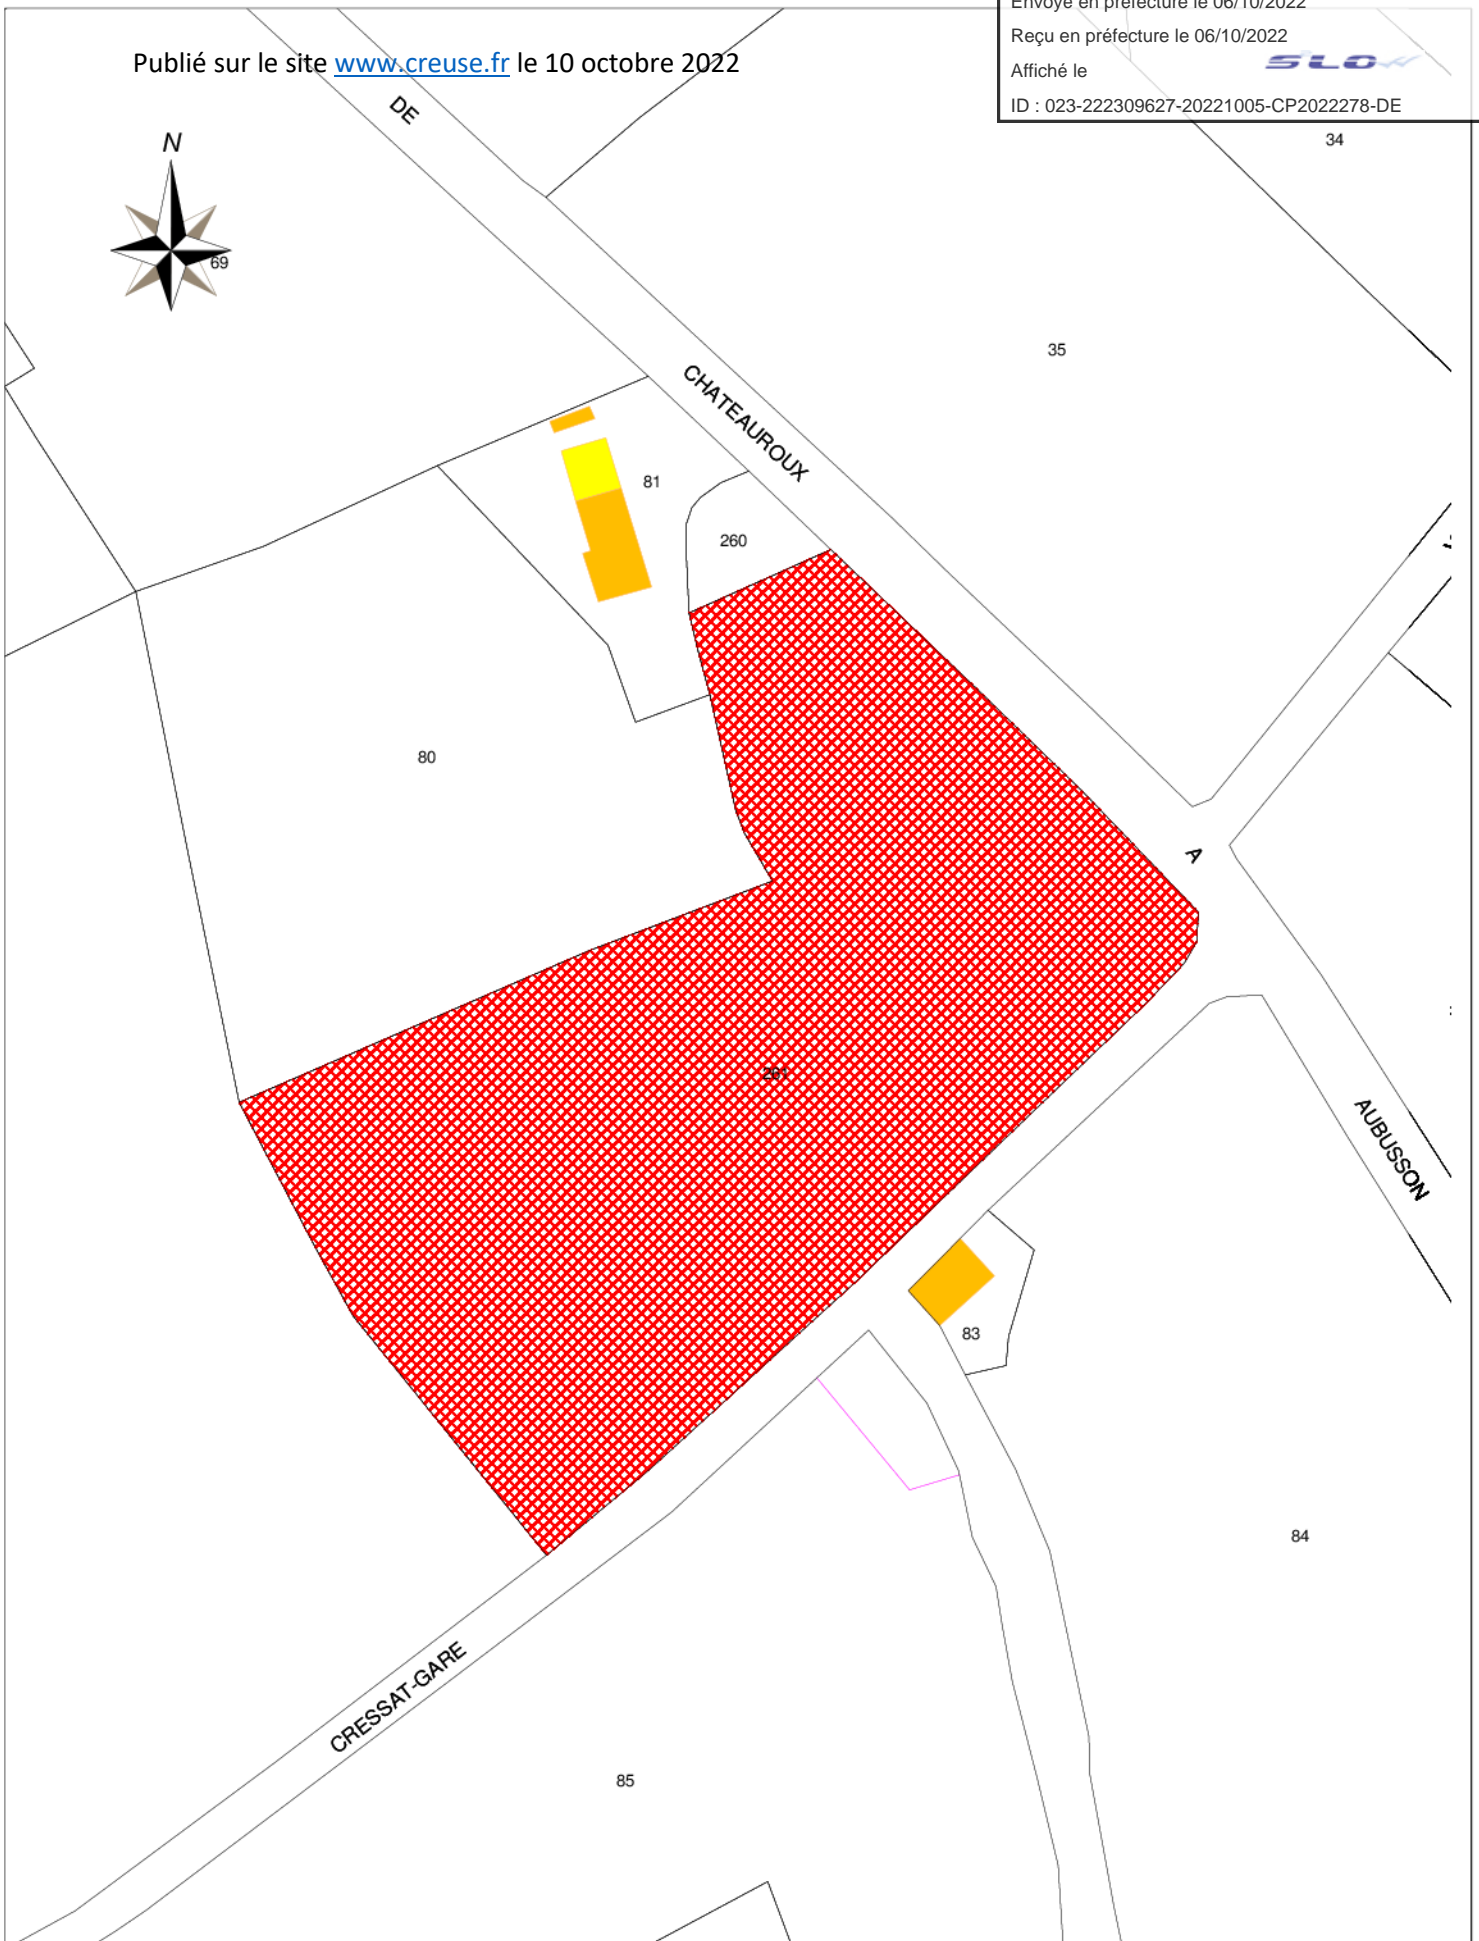 Envoyé en préfecture le 06/10/2022
Reçu en préfecture le 06/10/2022
Affiché le
SLO
ID : 023-222309627-20221005-CP2022278-DE
Publié sur le site www.creuse.fr le 10 octobre 2022
DE
34
N
69
35
CHATEAUROUX
81
260
80
A
261
AUBUSSON
83
84
CRESSAT-GARE
85